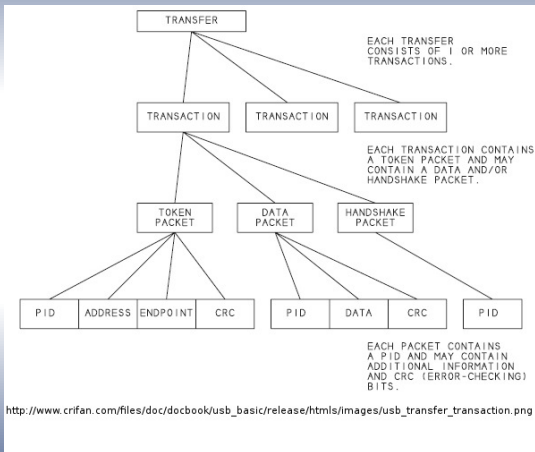 TRANSFER
EACH TRANSFER
CONSISTS OF 1 OR MORE
TRANSACTIONS.
TRANSACTION TRANSACTION TRANSACTION
EACH TRANSACTION CONTAINS
A TOKEN PACKET AND MAY
CONTAIN A DATA AND/OR
HANDSHAKE PACKET.
TOKEN PACKET
DATA PACKET
HANDSHAKE PACKET
PID ADDRESS ENDPOINT CRC PID DATA CRC PID
EACH PACKET CONTAINS
A PID AND MAY CONTAIN
ADDITIONAL INFORMATION
AND CRC (ERROR-CHECKING)
BITS.
http://www.crifan.com/files/doc/docbook/usb_basic/release/htmls/images/usb_transfer_transaction.png